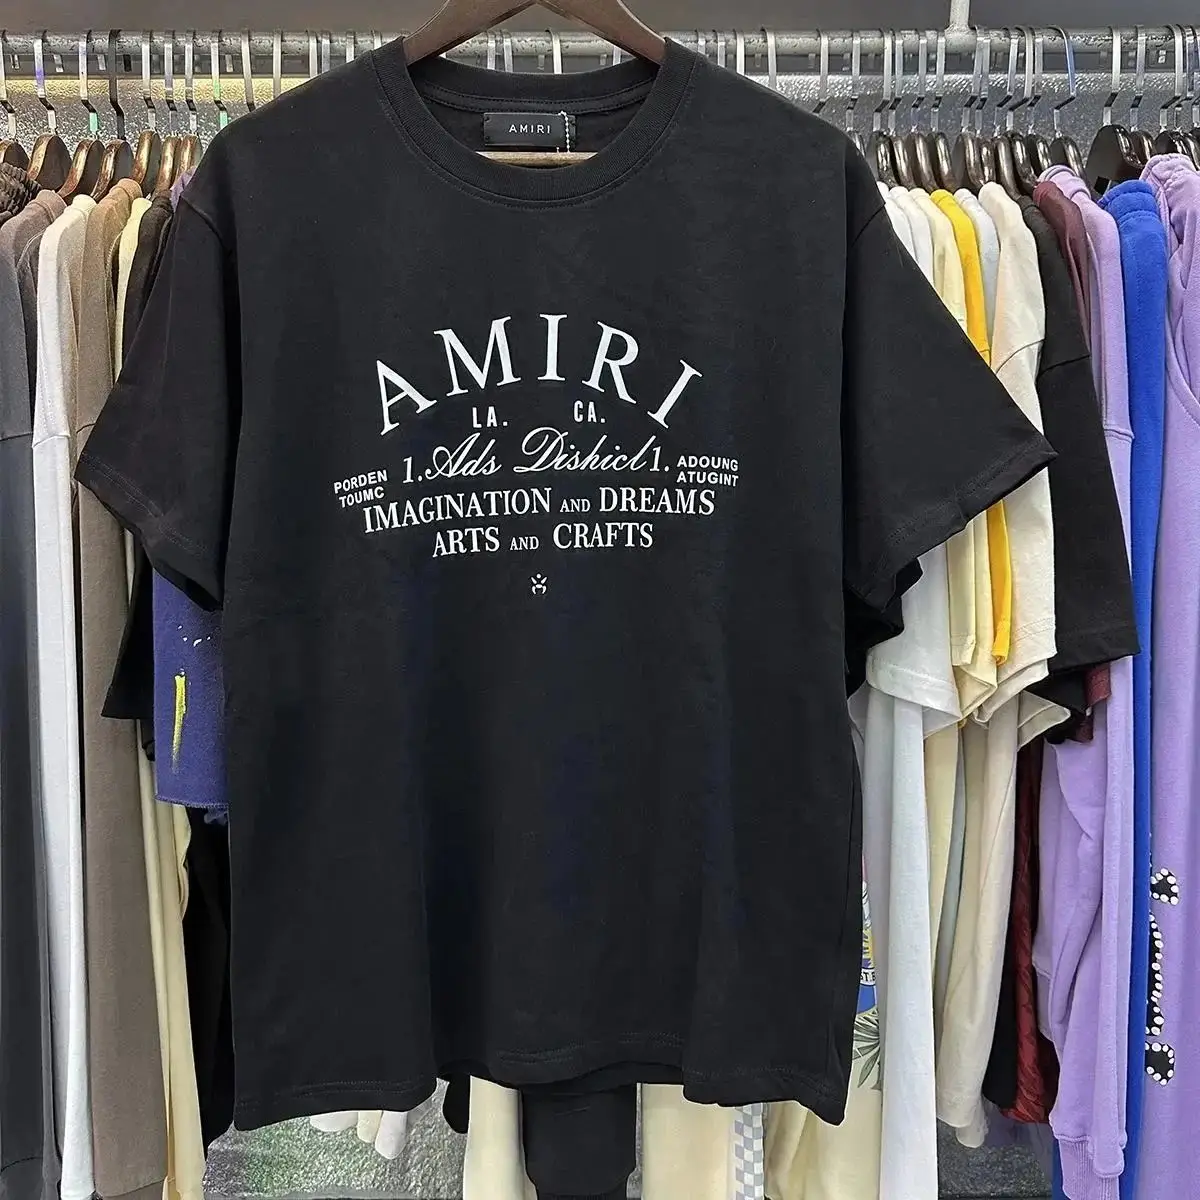 AMIRI
AMIRI
LA. CA.
1. Ads Dishicl 1.
PORDEN
TOUMC
ADOUNG
ATUGINT
IMAGINATION AND DREAMS
ARTS AND CRAFTS